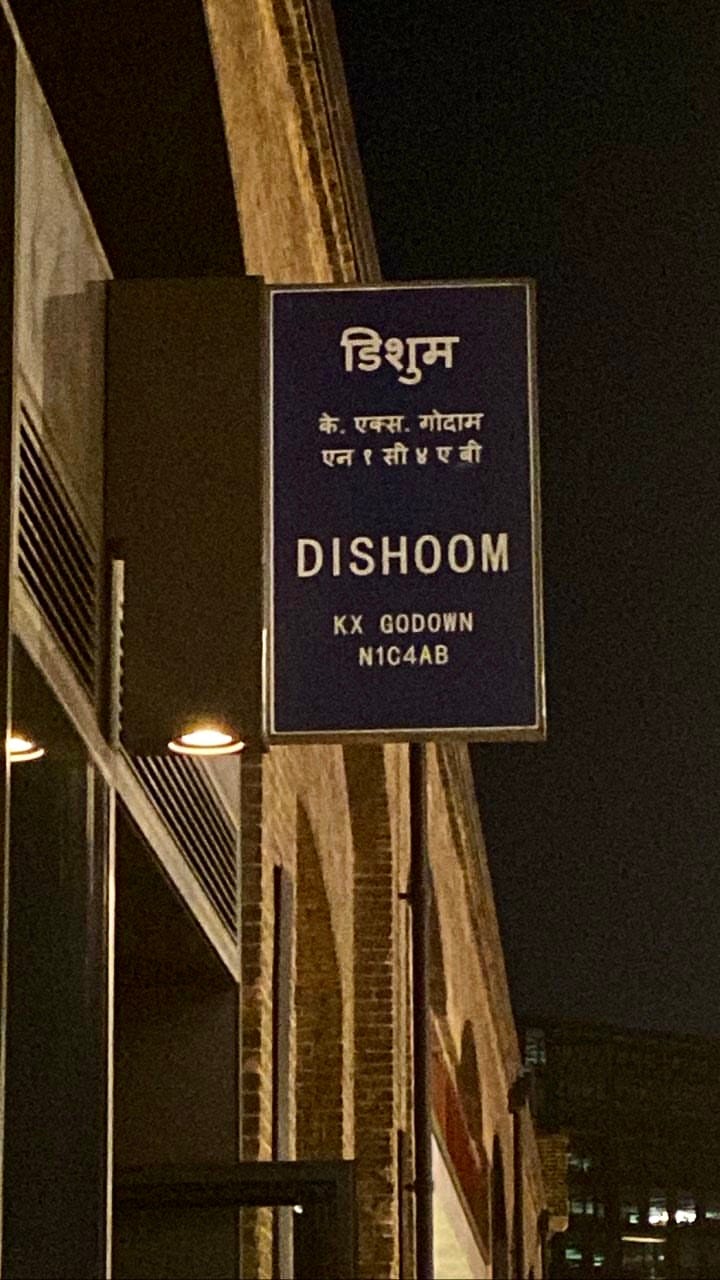 डिशुम
के. एक्स. गोदाम
एन १ सी ४ ए बी
DISHOOM
KX GODOWN
N1C4AB